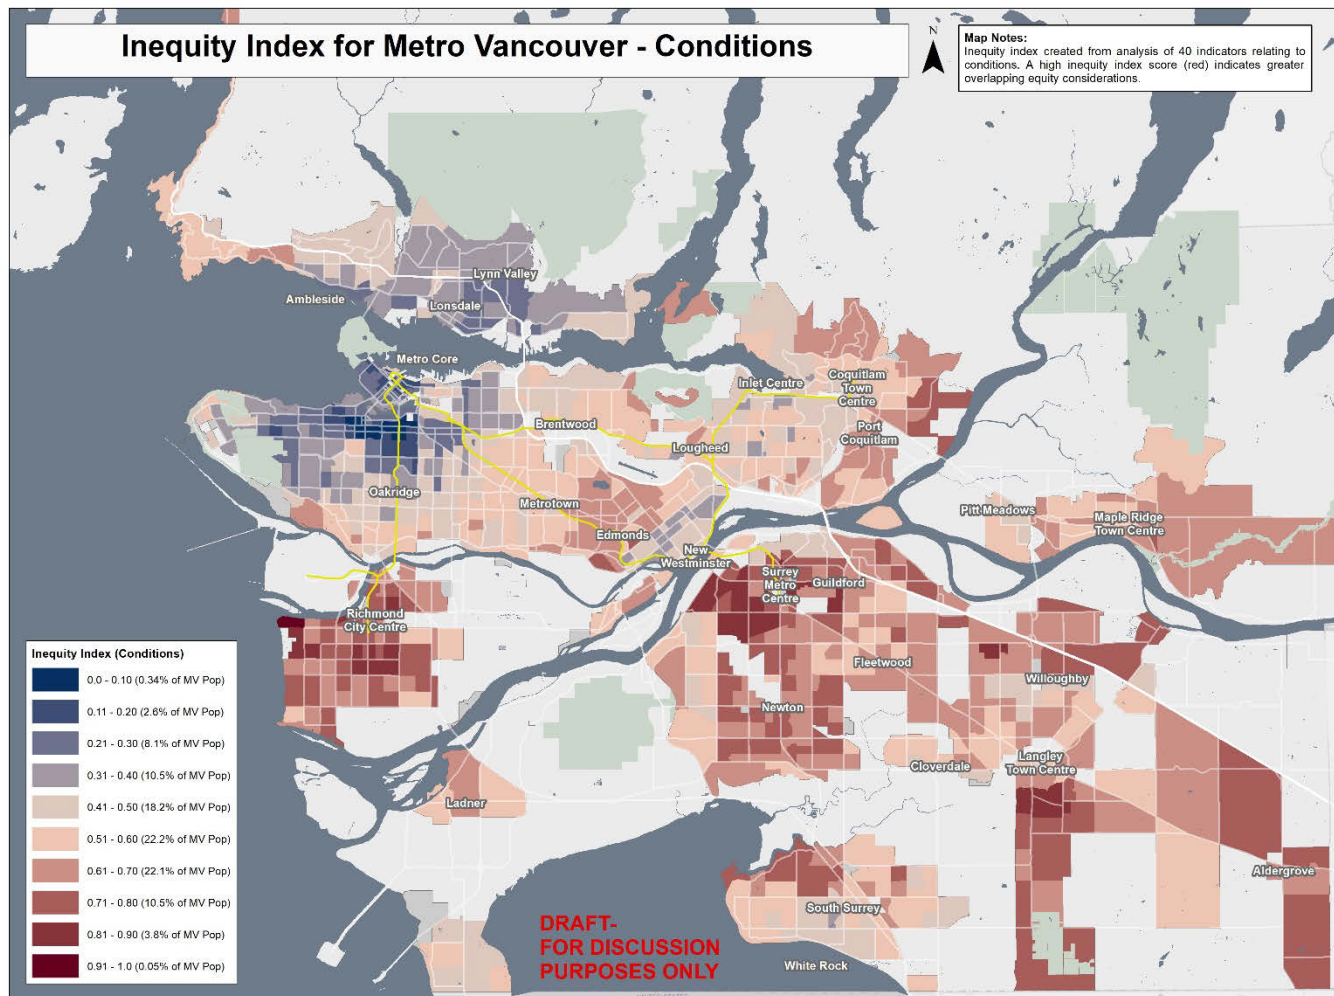 Inequity Index for Metro Vancouver - Conditions
N
Map Notes:
Inequity index created from analysis of 40 indicators relating to
conditions. A high inequity index score (red) indicates greater
overlapping equity considerations.
Lynn Valley
Ambleside
Lonsdale
Metro Core
Inlet Centre
Coquitlam
Town
Centre
Brentwood
Port
Coquitlam
Lougheed
Oakridge
Metrotown
Pitt Meadows
Maple Ridge
Town Centre
Edmonds
New
Westminster
Surrey
Metro
Centre
Guildford
Richmond
City Centre
Fleetwood
Willoughby
Newton
Cloverdale
Langley
Town Centre
Ladner
Aldergrove
South Surrey
White Rock
Inequity Index (Conditions)
0.0 - 0.10 (0.34% of MV Pop)
0.11 - 0.20 (2.6% of MV Pop)
0.21 - 0.30 (8.1% of MV Pop)
0.31 - 0.40 (10.5% of MV Pop)
0.41 - 0.50 (18.2% of MV Pop)
0.51 - 0.60 (22.2% of MV Pop)
0.61 - 0.70 (22.1% of MV Pop)
0.71 - 0.80 (10.5% of MV Pop)
0.81 - 0.90 (3.8% of MV Pop)
0.91 - 1.0 (0.05% of MV Pop)
DRAFT-
FOR DISCUSSION
PURPOSES ONLY